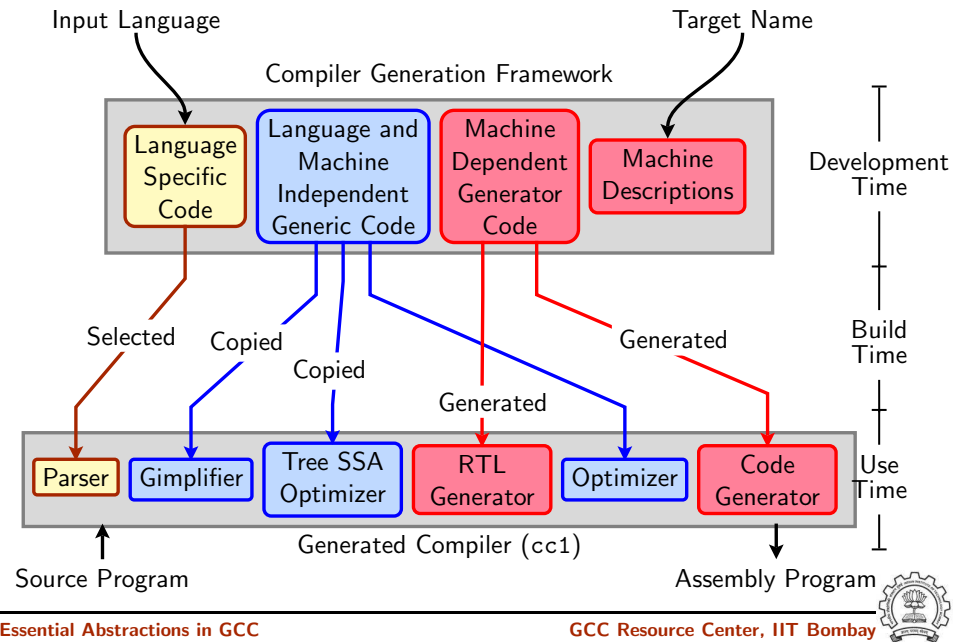 Input Language
Target Name
Compiler Generation Framework
Language
Specific
Code
Language and
Machine
Independent
Generic Code
Machine
Dependent
Generator
Code
Machine
Descriptions
Development
Time
Selected
Copied
Copied
Generated
Generated
Build
Time
Parser
Gimplifier
Tree SSA
Optimizer
RTL
Generator
Optimizer
Code
Generator
Use
Time
Generated Compiler (cc1)
Source Program
Assembly Program
Essential Abstractions in GCC
GCC Resource Center, IIT Bombay